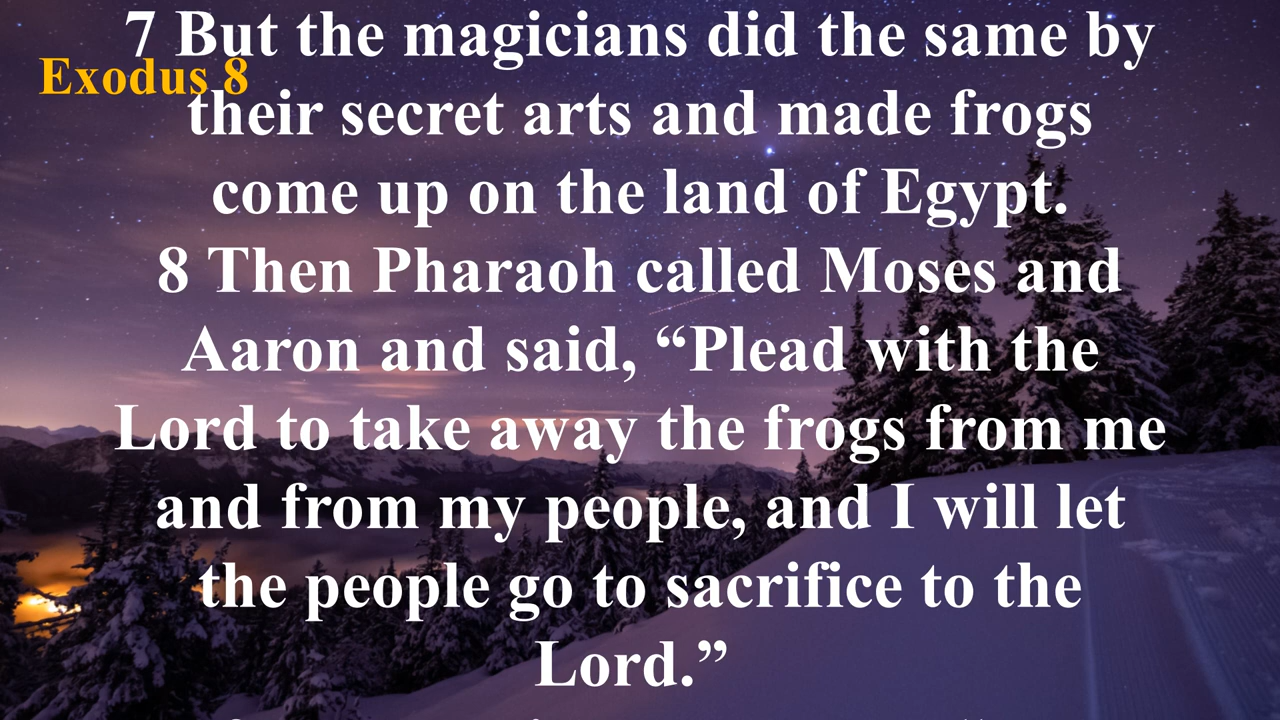 7 But the magicians did the same by
Exodus 8
their secret arts and made frogs
come up on the land of Egypt.
8 Then Pharaoh called Moses and
Aaron and said, “Plead with the
Lord to take away the frogs from me
and from my people, and I will let
the people go to sacrifice to the
Lord.”